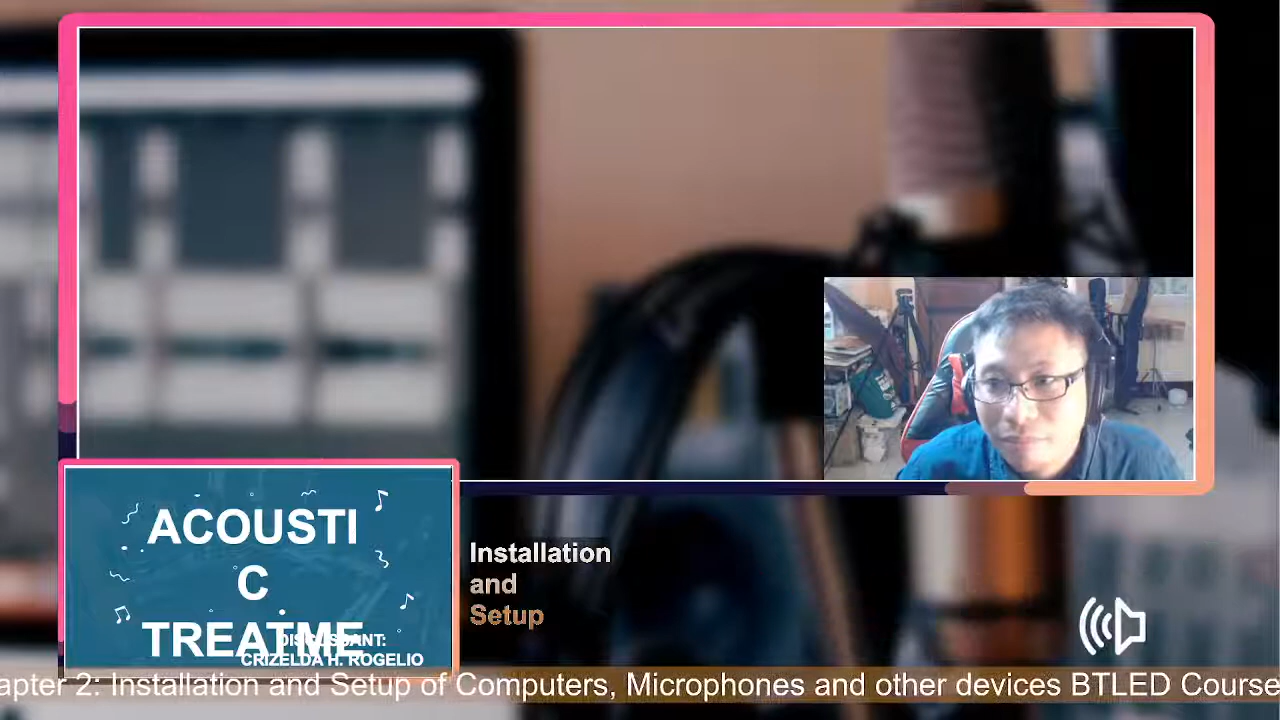 ACOUSTI
C
TREATME
DISCUSSANT:
CRIZELDA H. ROGELIO
Installation
and
Setup
apter 2: Installation and Setup of Computers, Microphones and other devices BTLED Course